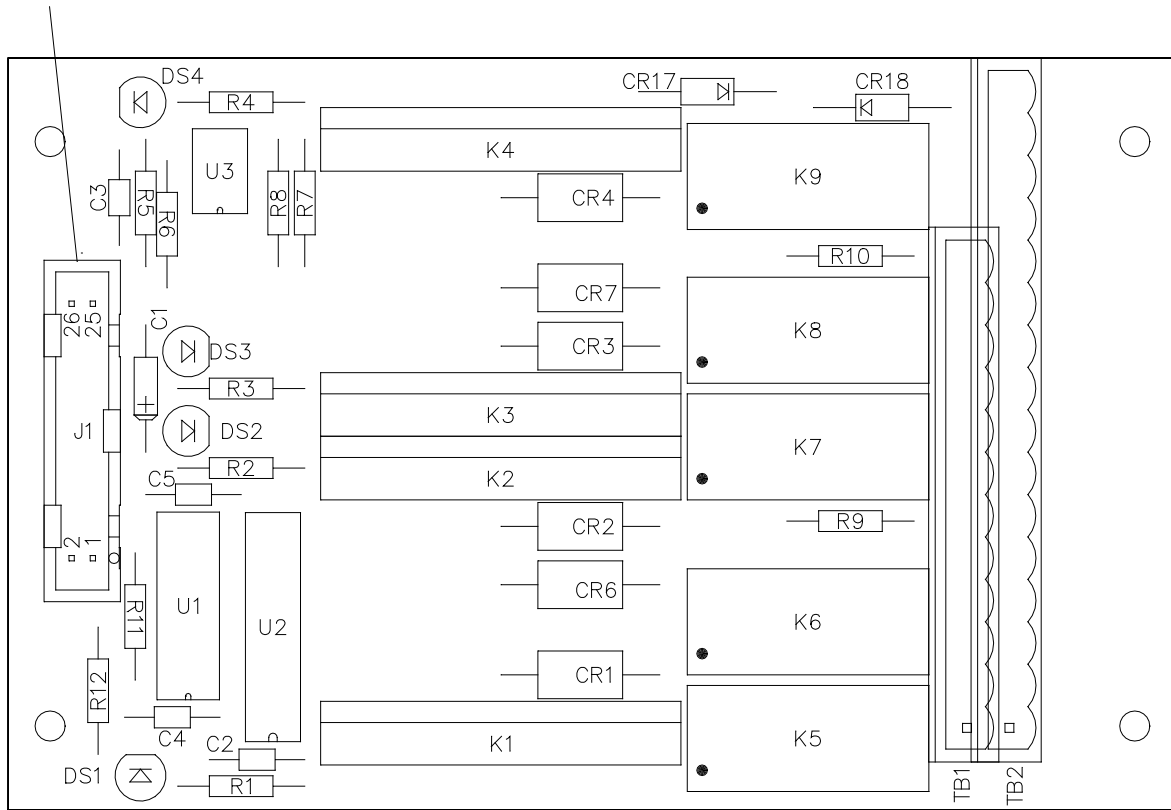 DS4
R4
CR17
CR18
K4
U3
K9
C3
R5
R6
R8
R7
CR4
R10
26
25
C1
CR7
K8
DS3
CR3
R3
J1
DS2
K3
K7
R2
K2
C5
CR2
R9
2
1
CR6
R11
U1
U2
K6
R12
CR1
C4
C2
K1
K5
DS1
R1
TB1
TB2